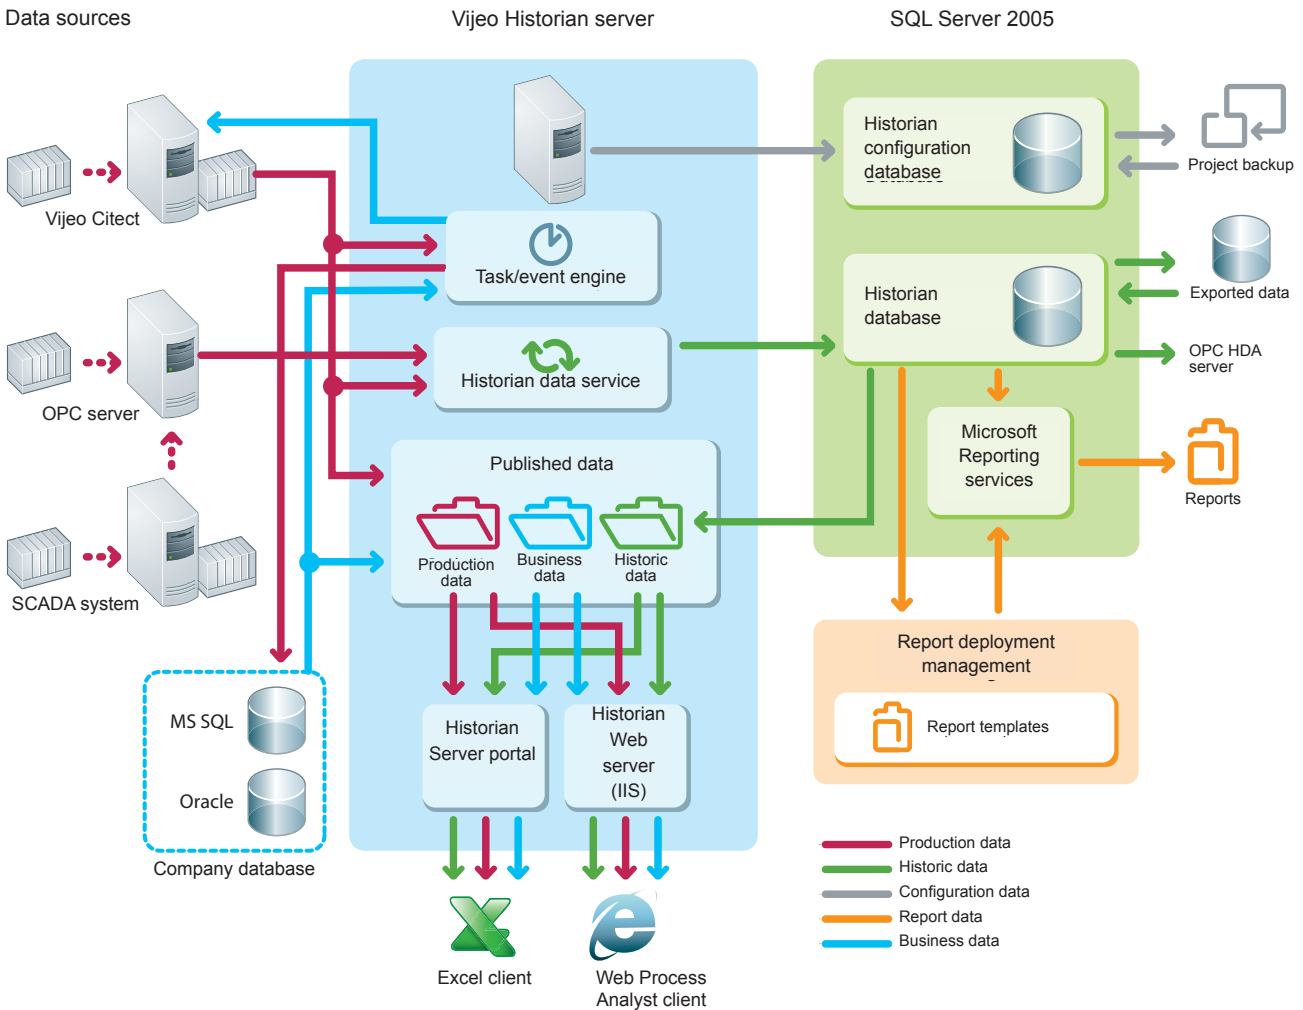 Data sources
Vijeo Historian server
SQL Server 2005
Vijeo Citect
OPC server
SCADA system
MS SQL
Oracle
Company database
Task/event engine
Historian data service
Published data
Production
data
Business
data
Historic
data
Historian
Server portal
Historian
Web
server
(IIS)
Excel client
Web Process
Analyst client
Historian
configuration
database
Historian
database
Microsoft
Reporting
services
Report deployment
management
Report templates
Project backup
Exported data
OPC HDA
server
Reports
Production data
Historic data
Configuration data
Report data
Business data